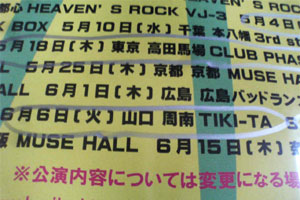 都心 HEAVEN' S ROCK VJ-3
BOX 5月10日(水) 千葉 本八幡 3rd
5月4日
5月18日(木) 東京 高田馬場 CLUB PHA
5月25日(木) 京都 京都 MUSE H
6月1日(木) 広島 広島バッドラン
6月6日(火) 山口 周南 TIKI-TA
MUSE HALL 6月15日(木)
※公演内容については変更になる場